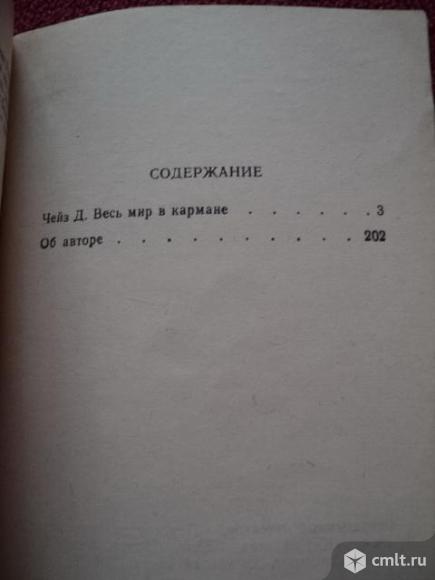 СОДЕРЖАНИЕ
Чейз Д. Весь мир в кармане . . . . . . 3
Об авторе . . . . . . . . . . 202
cmlt.ru